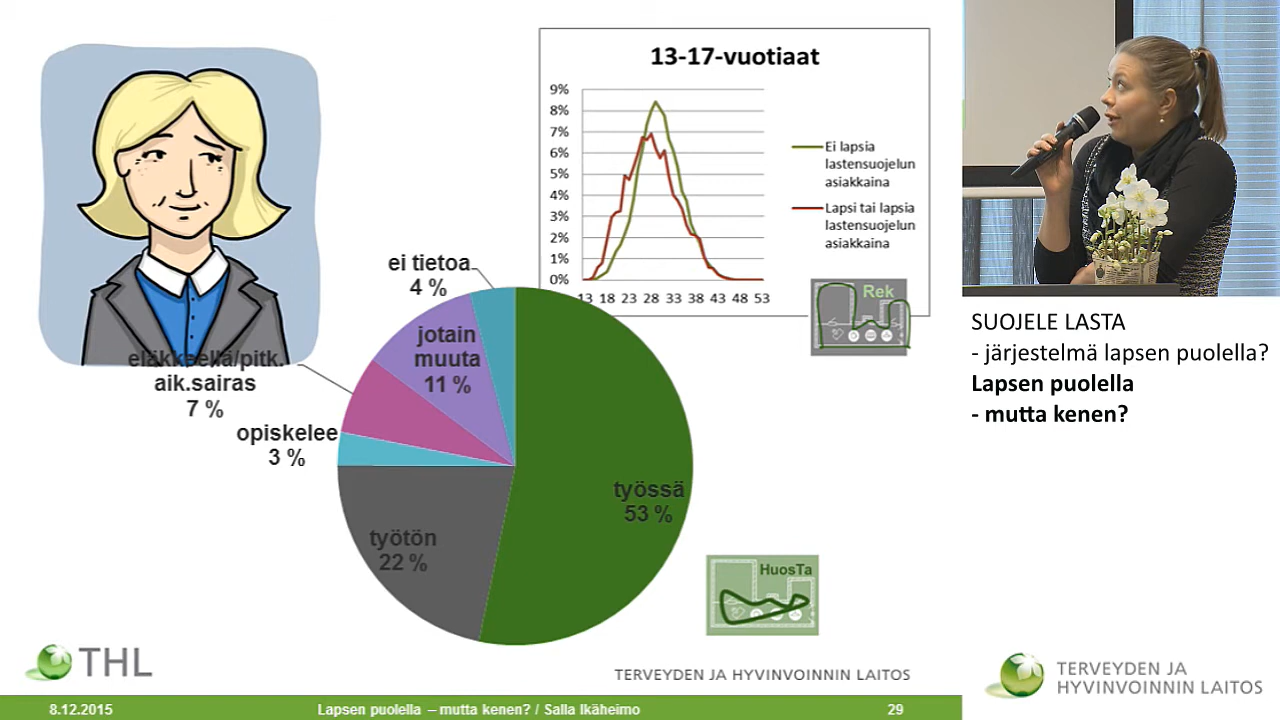 13-17-vuotiaat
9%
8%
7%
6%
5%
4%
3%
2%
1%
0%
13 18 23 28 33 38 43 48 53
Ei lapsia
lastensuojelun
asiakkaina
Lapsi tai lapsia
lastensuojelun
asiakkaina
Rek
ei tietoa
4 %
jotain
muuta
11 %
eläkkeellä/pitk.
aik.sairas
7 %
opiskelee
3 %
työssä
53 %
työtön
22 %
HuosTa
THL
TERVEYDEN JA HYVINVOINNIN LAITOS
8.12.2015 Lapsen puolella – mutta kenen? / Salla Ikäheimo 29
SUOJELE LASTA
- järjestelmä lapsen puolella?
Lapsen puolella
- mutta kenen?
TERVEYDEN JA
HYVINVOINNIN LAITOS